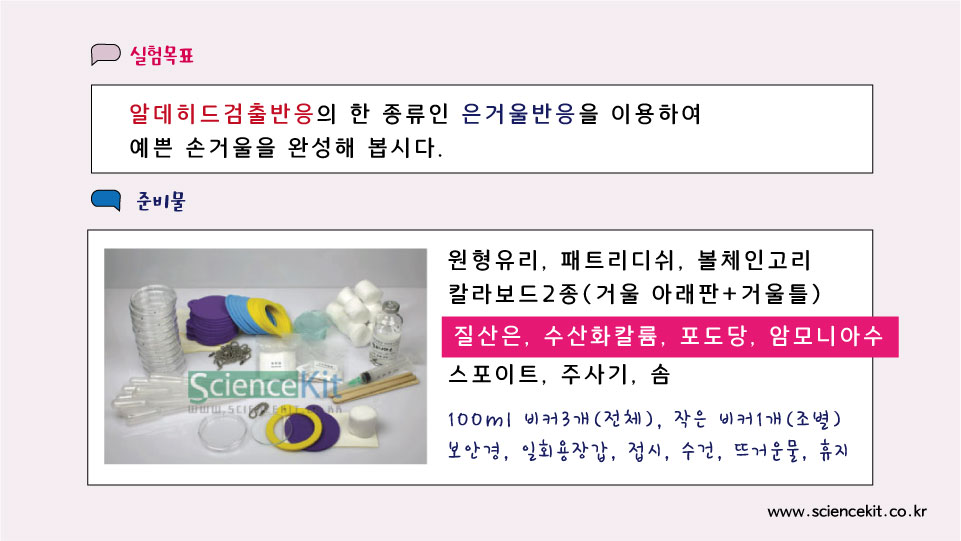 실험목표
알데히드검출반응의 한 종류인 은거울반응을 이용하여
예쁜 손거울을 완성해 봅시다.
준비물
원형유리, 패트리디쉬, 볼체인고리
칼라보드2종(거울 아래판+거울틀)
질산은, 수산화칼륨, 포도당, 암모니아수
스포이트, 주사기, 솜
100ml 비커3개(전체), 작은 비커1개(조별)
보안경, 일회용장갑, 접시, 수건, 뜨거운물, 휴지
ScienceKit
WWW.SCIENCEKIT.CO.KR
www.sciencekit.co.kr